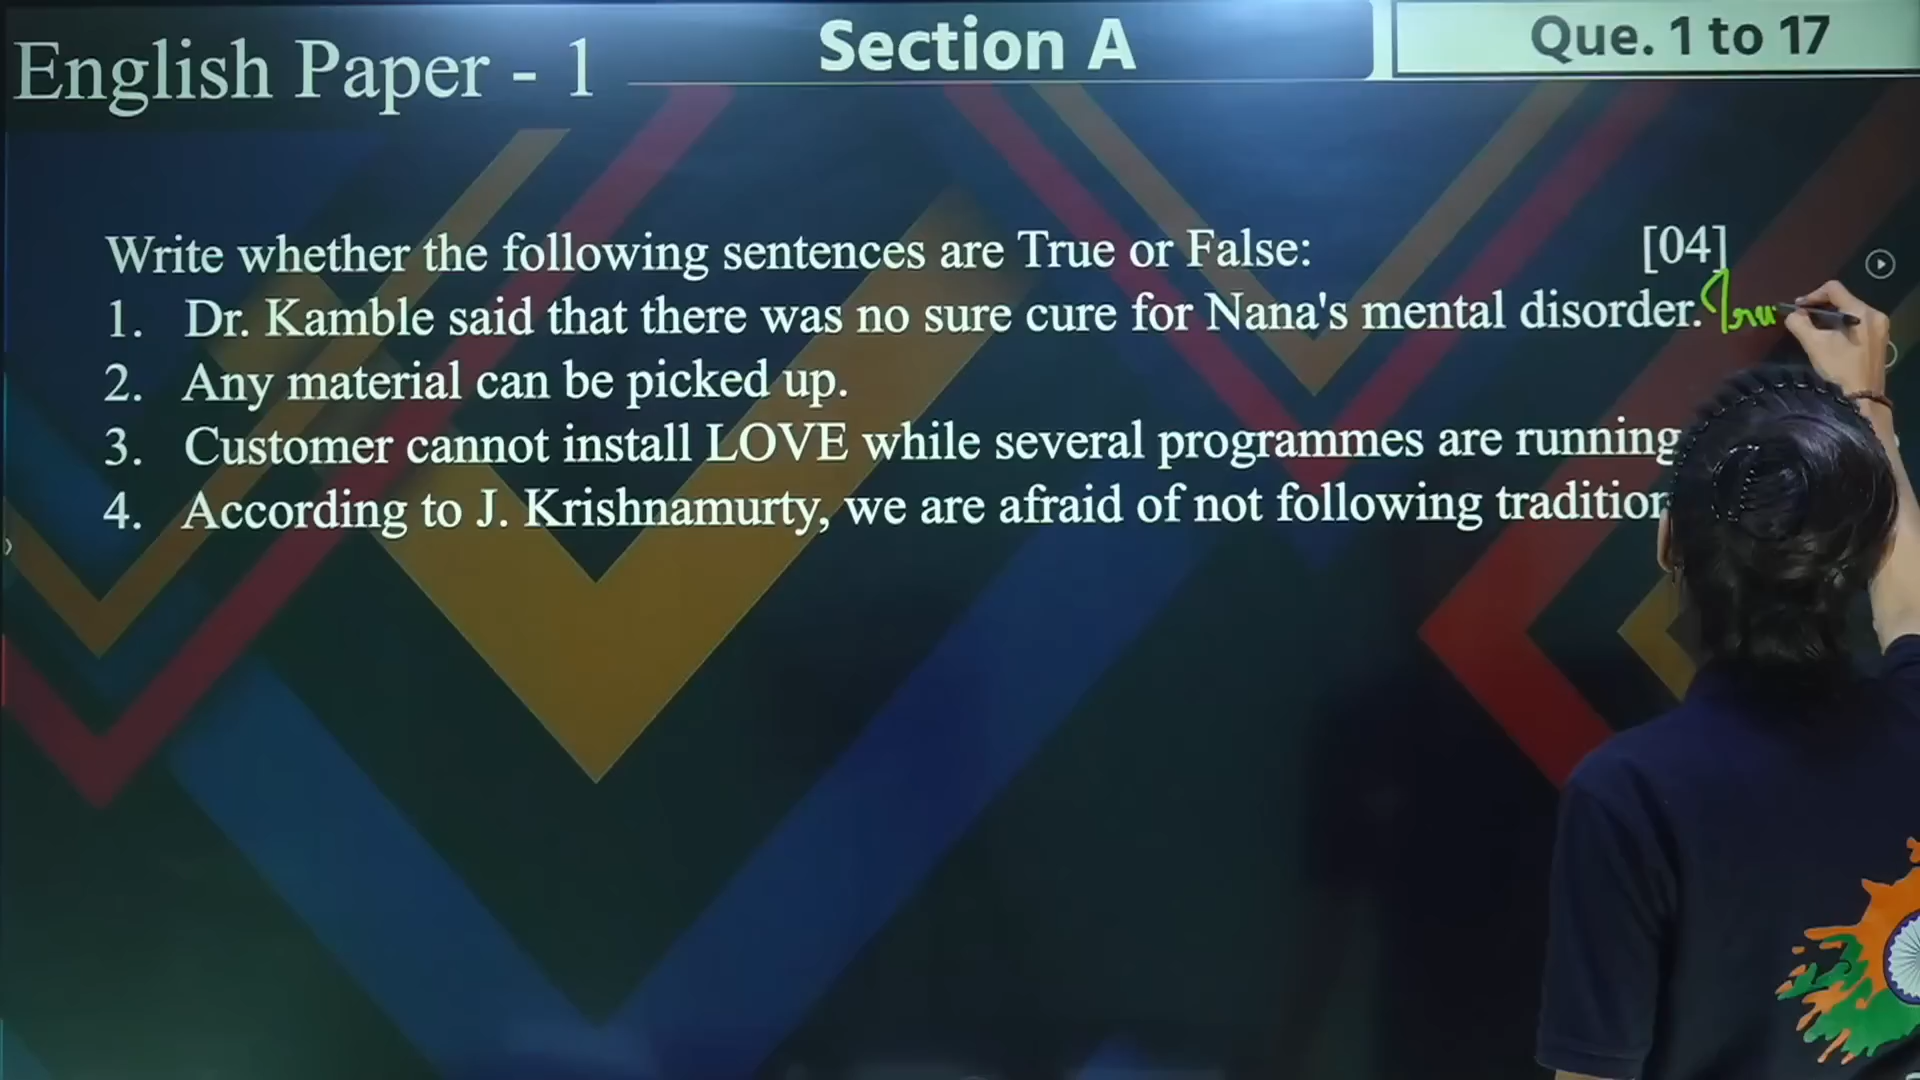 English Paper - 1
Section A
Que. 1 to 17
Write whether the following sentences are True or False: [04]
1. Dr. Kamble said that there was no sure cure for Nana's mental disorder. Tru
2. Any material can be picked up.
3. Customer cannot install LOVE while several programmes are running
4. According to J. Krishnamurty, we are afraid of not following